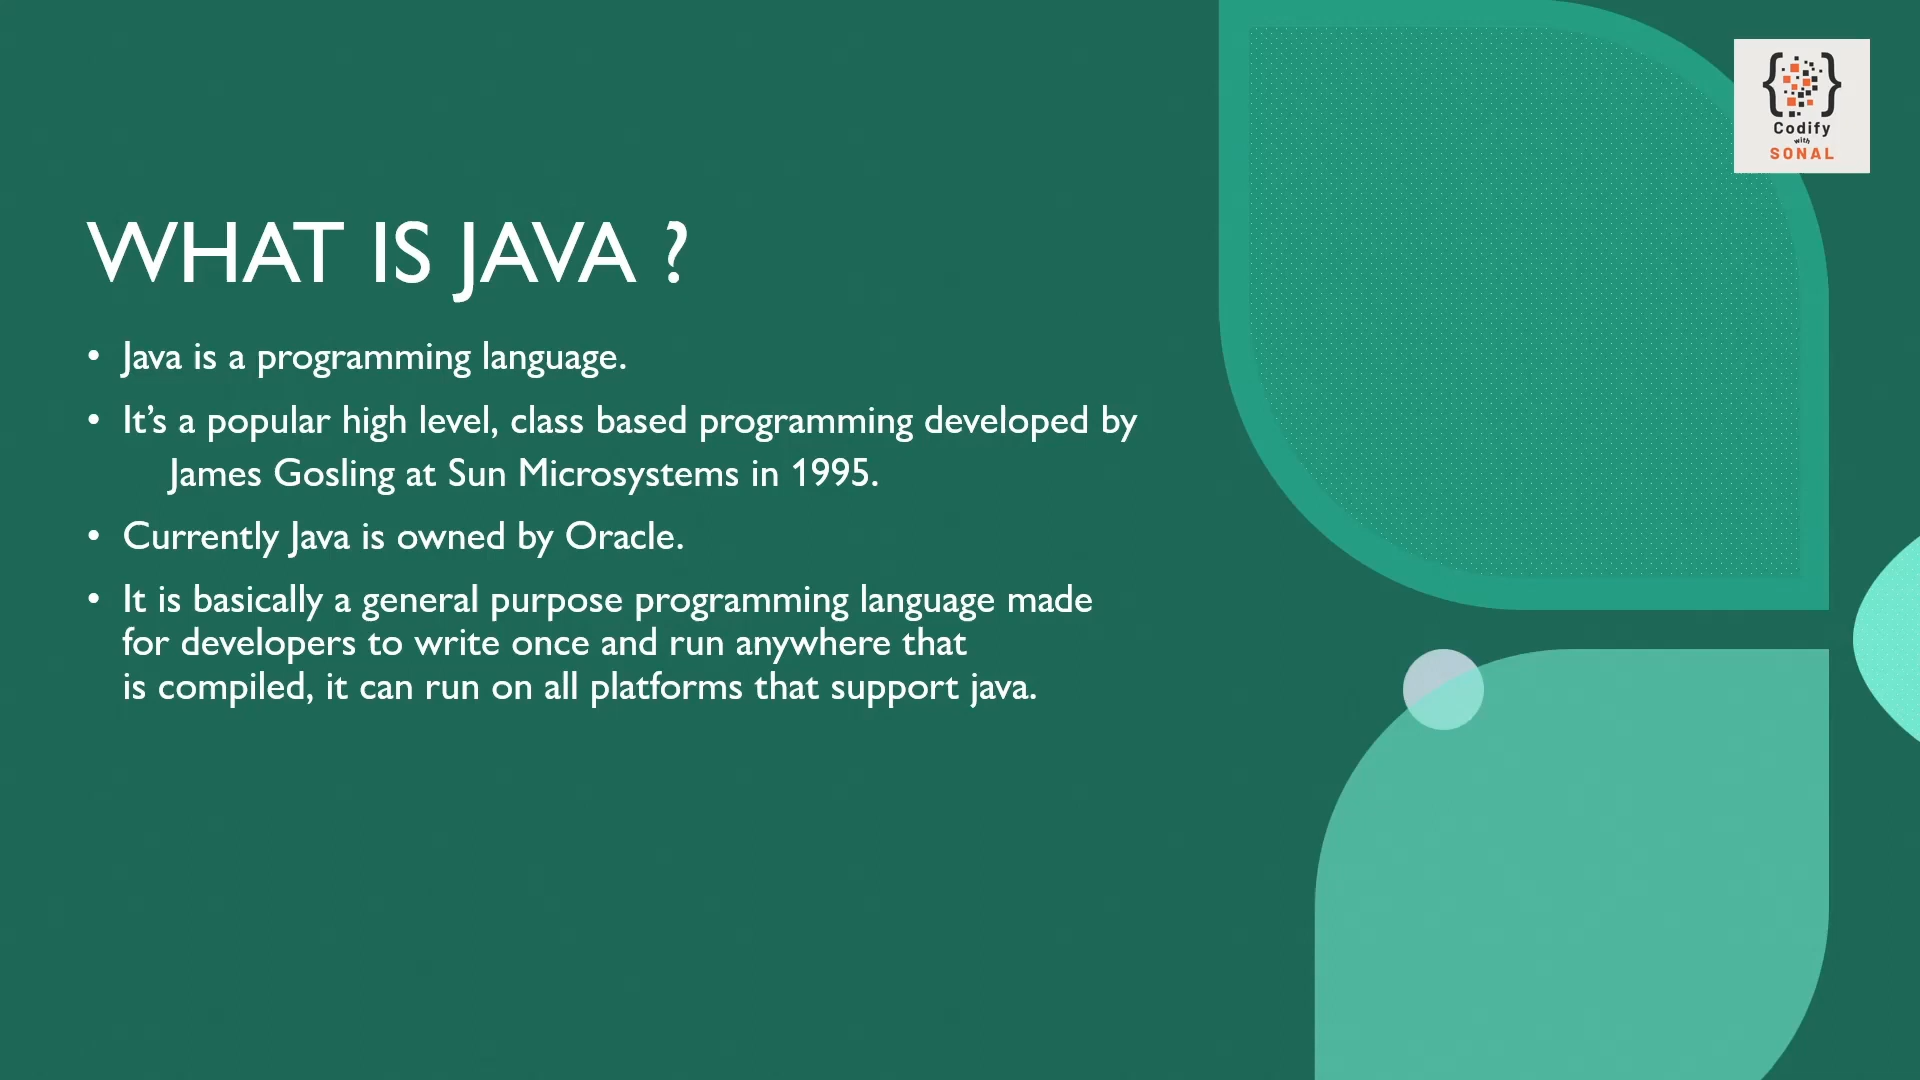 Codify
with
SONAL
WHAT IS JAVA ?
• Java is a programming language.
• It’s a popular high level, class based programming developed by
James Gosling at Sun Microsystems in 1995.
• Currently Java is owned by Oracle.
• It is basically a general purpose programming language made
for developers to write once and run anywhere that
is compiled, it can run on all platforms that support java.